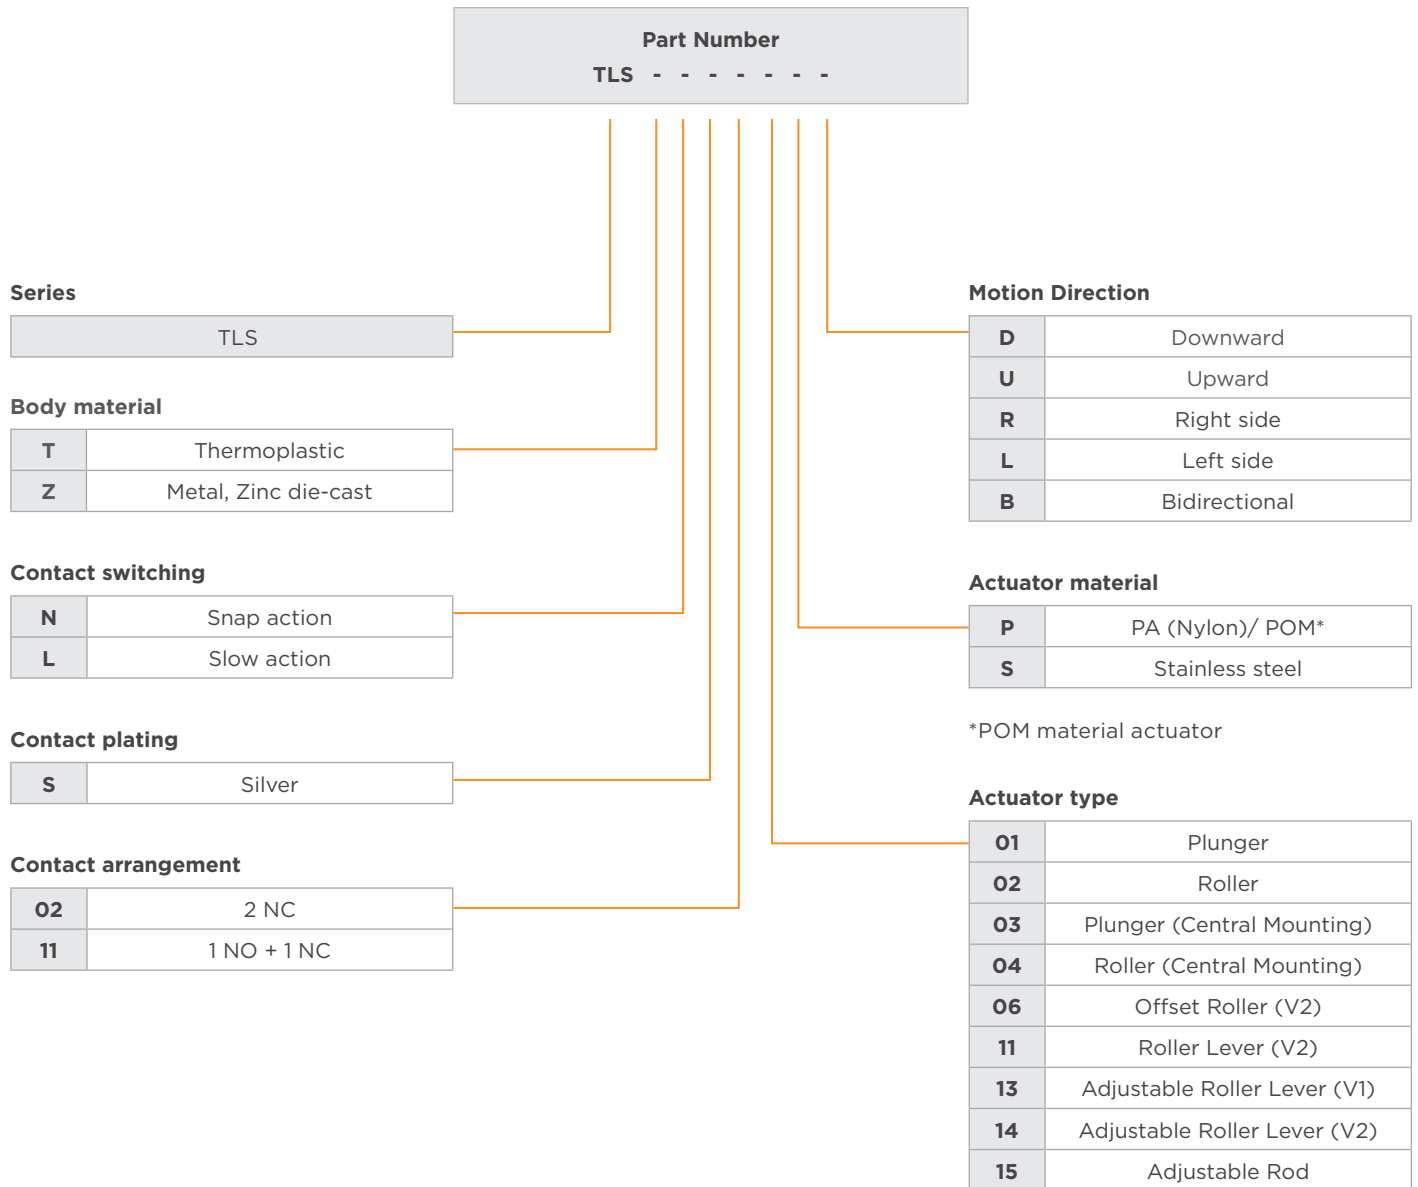 Part Number
TLS - - - - - - -
Series
TLS
Body material
T Thermoplastic
Z Metal, Zinc die-cast
Contact switching
N Snap action
L Slow action
Contact plating
S Silver
Contact arrangement
02 2 NC
11 1 NO + 1 NC
Motion Direction
D Downward
U Upward
R Right side
L Left side
B Bidirectional
Actuator material
P PA (Nylon)/ POM*
S Stainless steel
*POM material actuator
Actuator type
01 Plunger
02 Roller
03 Plunger (Central Mounting)
04 Roller (Central Mounting)
06 Offset Roller (V2)
11 Roller Lever (V2)
13 Adjustable Roller Lever (V1)
14 Adjustable Roller Lever (V2)
15 Adjustable Rod